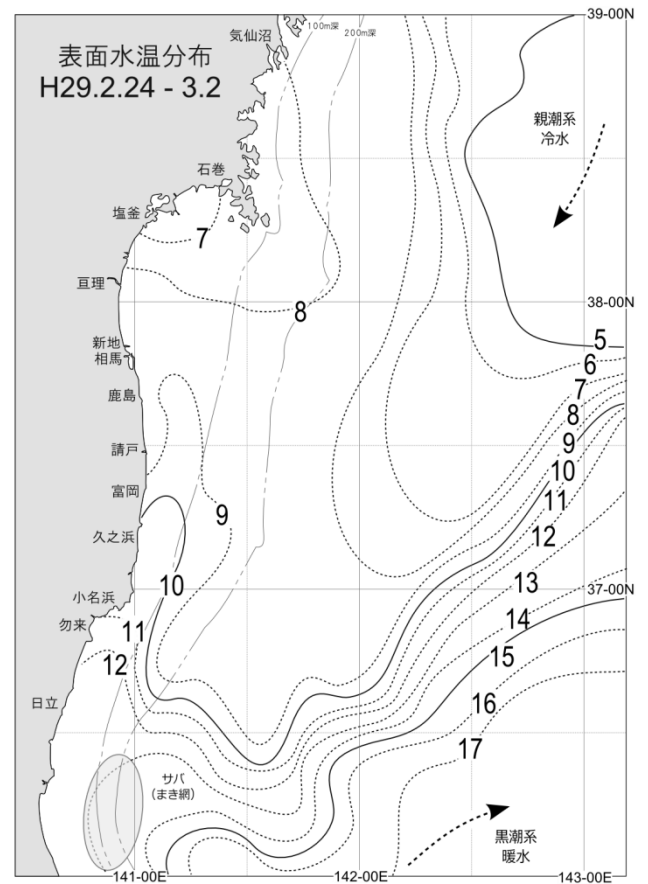 39-00N
気仙沼
100m深
200m深
表面水温分布
H29.2.24 - 3.2
親潮系
冷水
石巻
塩釜
7
亘理
38-00N
8
新地
相馬
5
6
7
鹿島
8
9
請戸
10
富岡
11
9
久之浜
12
10
13
37-00N
小名浜
14
勿来
11
15
12
日立
16
17
サバ
(まき網)
黒潮系
暖水
141-00E
142-00E
143-00E